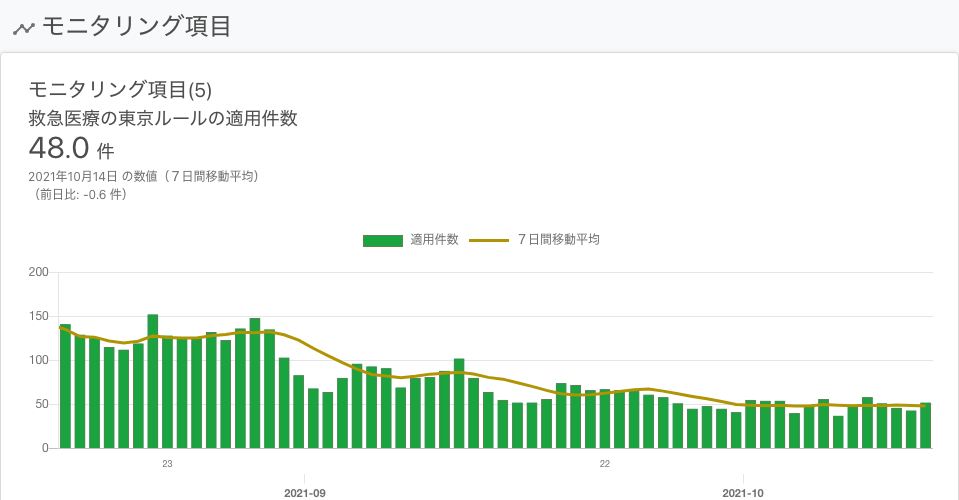 モニタリング項目
モニタリング項目(5)
救急医療の東京ルールの適用件数
48.0 件
2021年10月14日 の数値（７日間移動平均）
（前日比: -0.6 件）
適用件数 ７日間移動平均
200
150
100
50
0
23 22
2021-09 2021-10